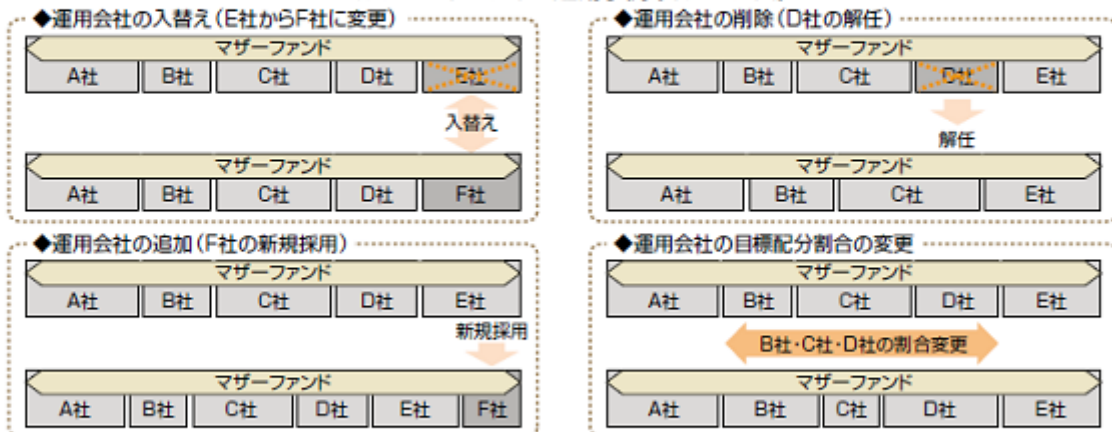 ◆運用会社の入替え(E社からF社に変更)
マザーファンド
A社 B社 C社 D社 E社
入替え
マザーファンド
A社 B社 C社 D社 F社
◆運用会社の削除(D社の解任)
マザーファンド
A社 B社 C社 D社 E社
解任
マザーファンド
A社 B社 C社 E社
◆運用会社の追加(F社の新規採用)
マザーファンド
A社 B社 C社 D社 E社
新規採用
マザーファンド
A社 B社 C社 D社 E社 F社
◆運用会社の目標配分割合の変更
マザーファンド
A社 B社 C社 D社 E社
B社・C社・D社の割合変更
マザーファンド
A社 B社 C社 D社 E社